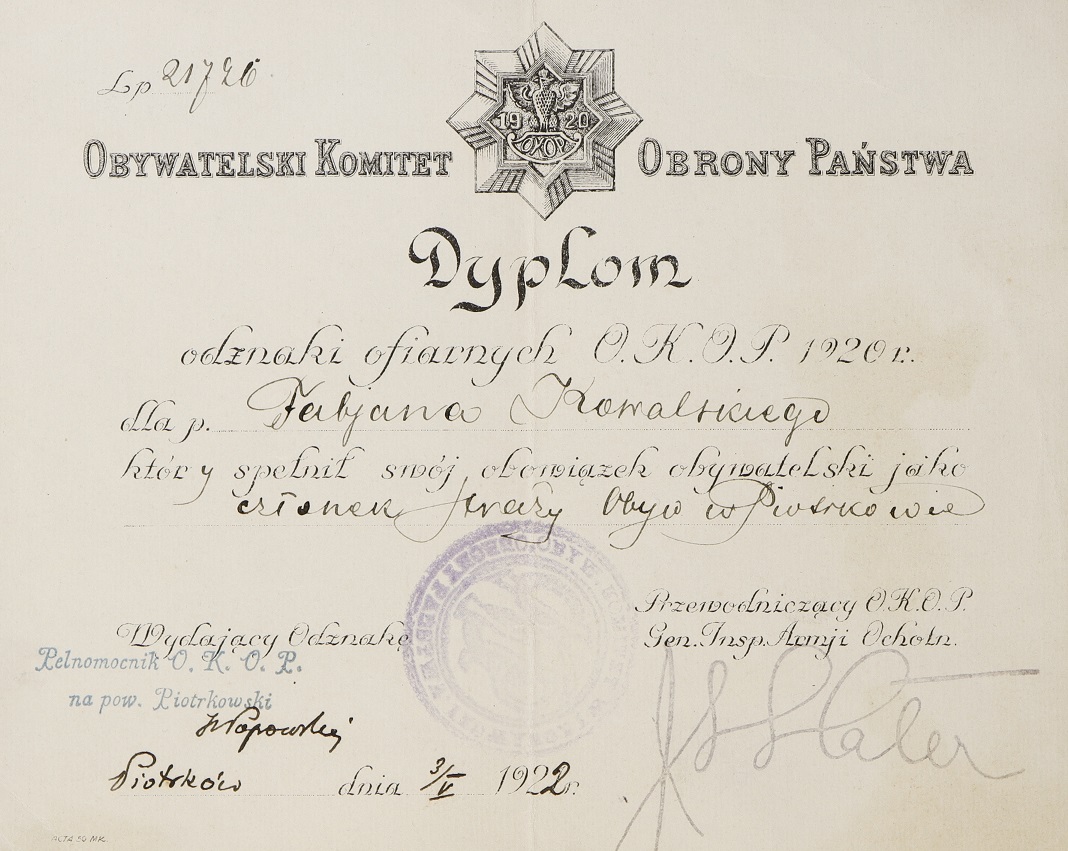 Lp 21726
OBYWATELSKI KOMITET OBRONY PAŃSTWA
19 20
OKOP
Dyplom
odznaki ofiarnych O.K.O.P. 1920 r.
dla p. Fabjana Kowalskiego
który spełnił swój obowiązek obywatelski jako
członek Straży Obyw w Piotrkowie
Przewodniczący O.K.O.P.
Wydający Odznakę Gen. Insp. Armji Ochotn.
Pełnomocnik O. K. O. P.
na pow. Piotrkowski
Piotrków dnia 3/V 1922 r.